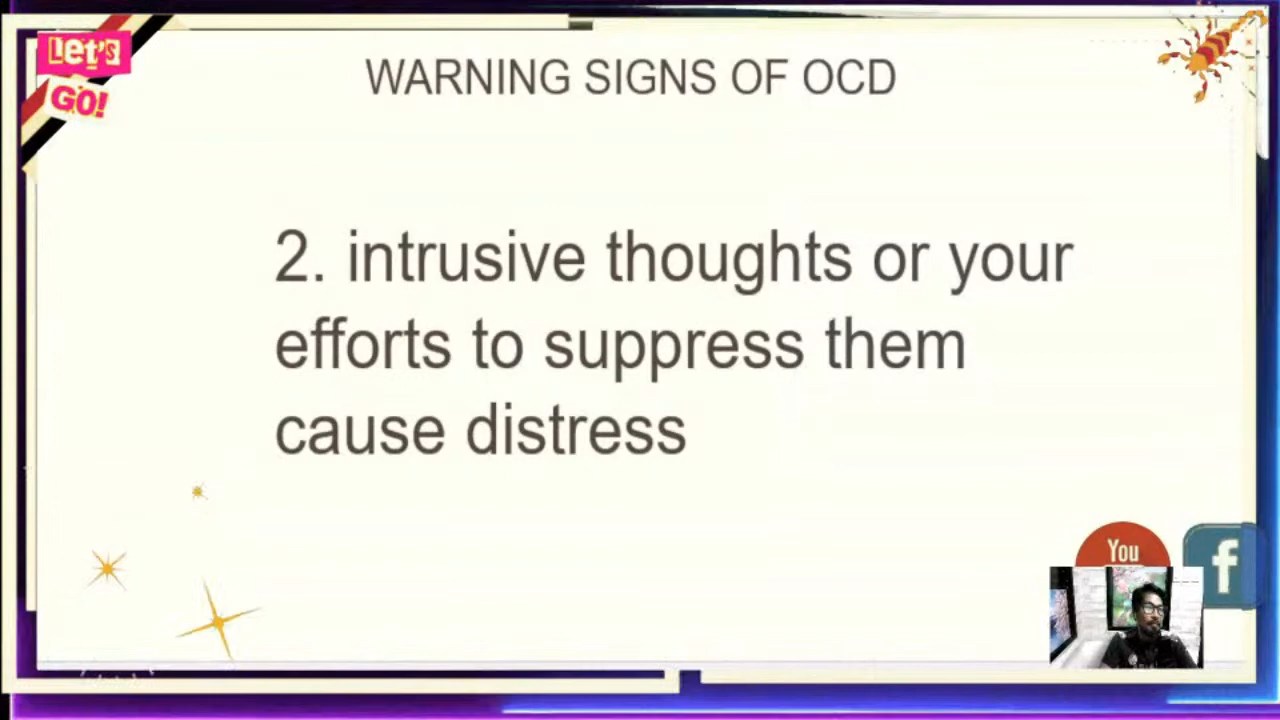 Let's
GO!
WARNING SIGNS OF OCD
2. intrusive thoughts or your
efforts to suppress them
cause distress
You
f